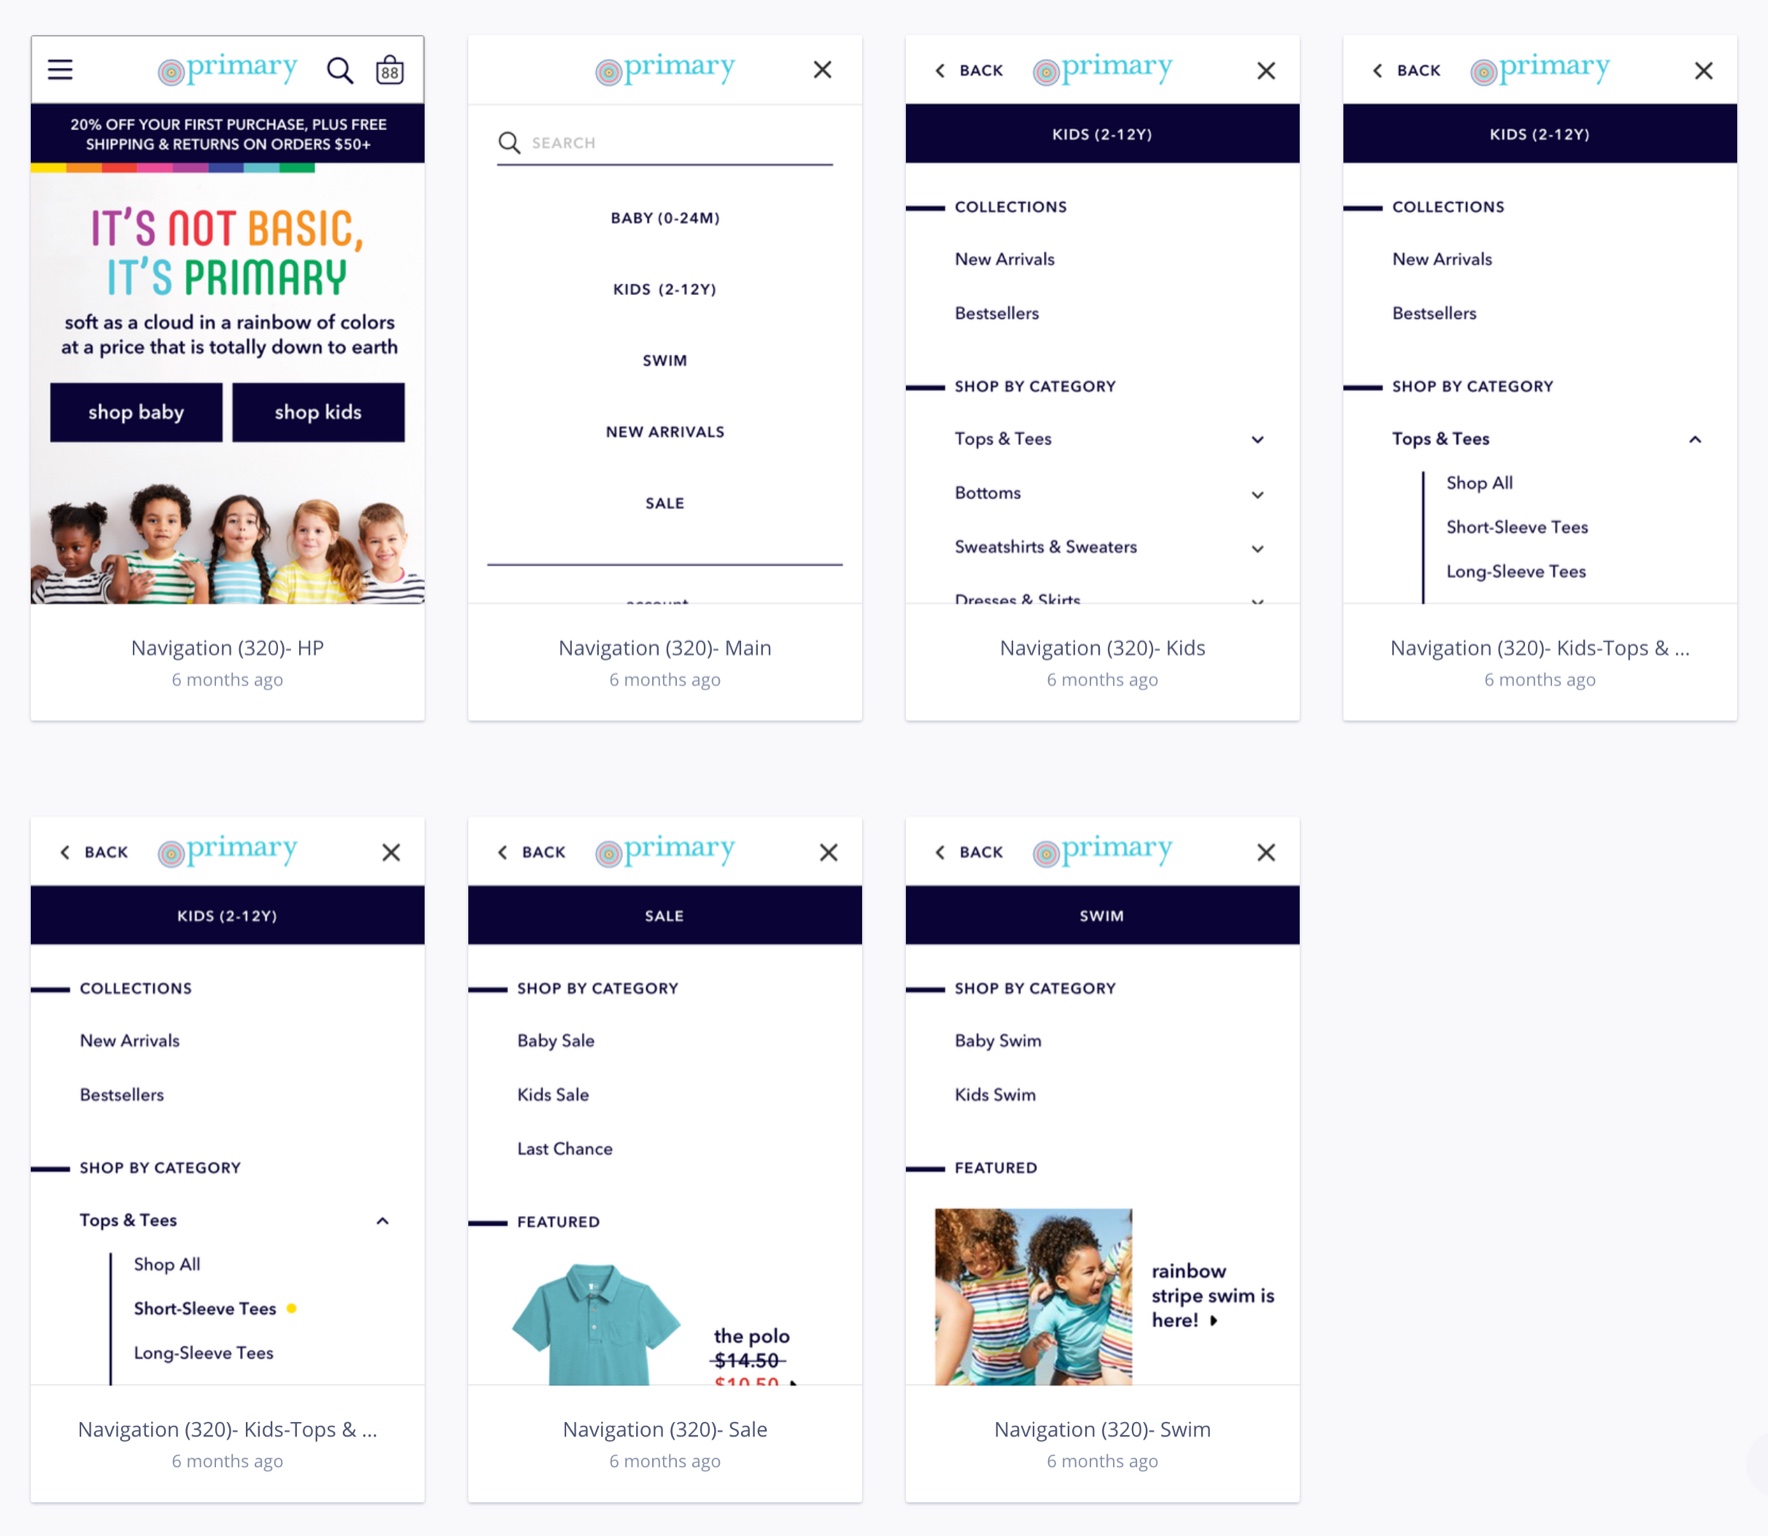 primary
88
20% OFF YOUR FIRST PURCHASE, PLUS FREE
SHIPPING & RETURNS ON ORDERS $50+
IT'S NOT BASIC,
IT'S PRIMARY
soft as a cloud in a rainbow of colors
at a price that is totally down to earth
shop baby
shop kids
Navigation (320)- HP
6 months ago
primary
SEARCH
BABY (0-24M)
KIDS (2-12Y)
SWIM
NEW ARRIVALS
SALE
account
Navigation (320)- Main
6 months ago
BACK
primary
KIDS (2-12Y)
COLLECTIONS
New Arrivals
Bestsellers
SHOP BY CATEGORY
Tops & Tees
Bottoms
Sweatshirts & Sweaters
Dresses & Skirts
Navigation (320)- Kids
6 months ago
BACK
primary
KIDS (2-12Y)
COLLECTIONS
New Arrivals
Bestsellers
SHOP BY CATEGORY
Tops & Tees
Shop All
Short-Sleeve Tees
Long-Sleeve Tees
Navigation (320)- Kids-Tops & ...
6 months ago
BACK
primary
KIDS (2-12Y)
COLLECTIONS
New Arrivals
Bestsellers
SHOP BY CATEGORY
Tops & Tees
Shop All
Short-Sleeve Tees
Long-Sleeve Tees
Navigation (320)- Kids-Tops & ...
6 months ago
BACK
primary
SALE
SHOP BY CATEGORY
Baby Sale
Kids Sale
Last Chance
FEATURED
the polo
$14.50
$10.50
Navigation (320)- Sale
6 months ago
BACK
primary
SWIM
SHOP BY CATEGORY
Baby Swim
Kids Swim
FEATURED
rainbow
stripe swim is
here!
Navigation (320)- Swim
6 months ago